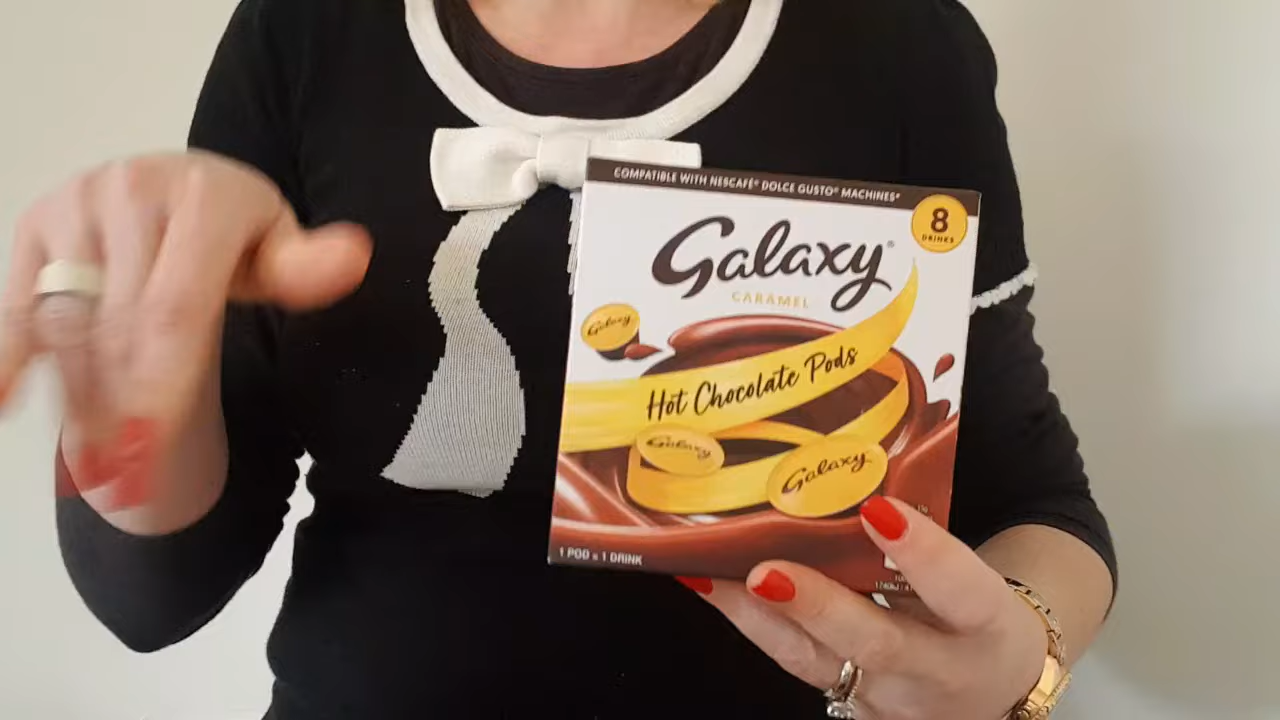 COMPATIBLE WITH NESCAFÉ® DOLCE GUSTO® MACHINES*
8
DRINKS
Galaxy®
CARAMEL
Galaxy
Hot Chocolate Pods
Galaxy
Galaxy
1 POD = 1 DRINK